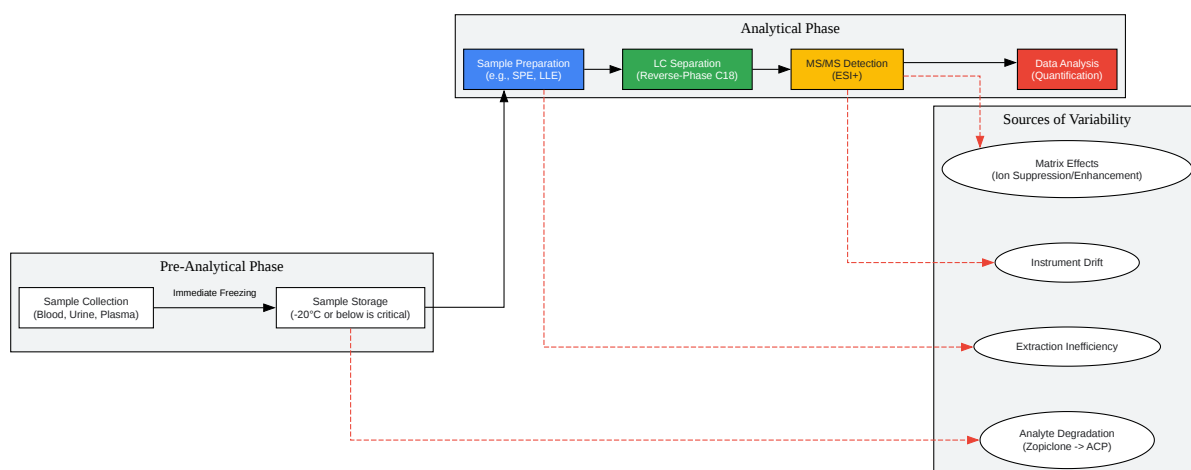 Analytical Phase
Sample Preparation
(e.g., SPE, LLE)
LC Separation
(Reverse-Phase C18)
MS/MS Detection
(ESI+)
Data Analysis
(Quantification)
Sources of Variability
Matrix Effects
(Ion Suppression/Enhancement)
Instrument Drift
Extraction Inefficiency
Analyte Degradation
(Zopiclone -> ACP)
Pre-Analytical Phase
Sample Collection
(Blood, Urine, Plasma)
Immediate Freezing
Sample Storage
(-20°C or below is critical)